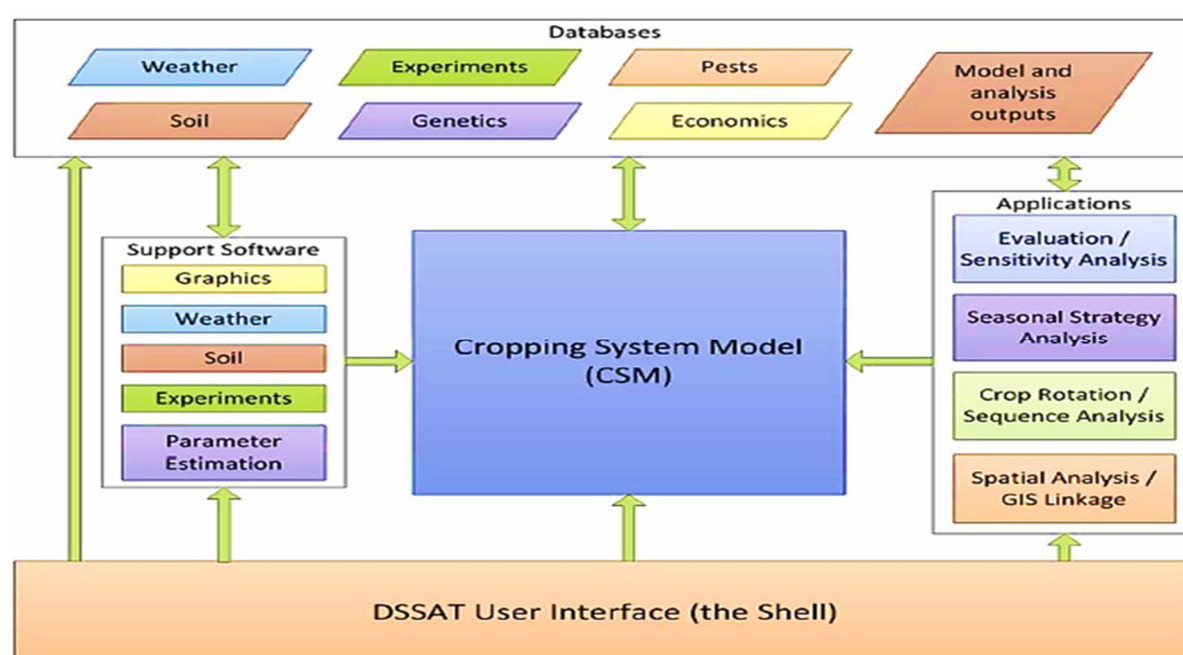 Databases
Weather
Experiments
Pests
Model and
analysis
outputs
Soil
Genetics
Economics
Support Software
Graphics
Weather
Soil
Experiments
Parameter
Estimation
Cropping System Model
(CSM)
Applications
Evaluation /
Sensitivity Analysis
Seasonal Strategy
Analysis
Crop Rotation /
Sequence Analysis
Spatial Analysis /
GIS Linkage
DSSAT User Interface (the Shell)